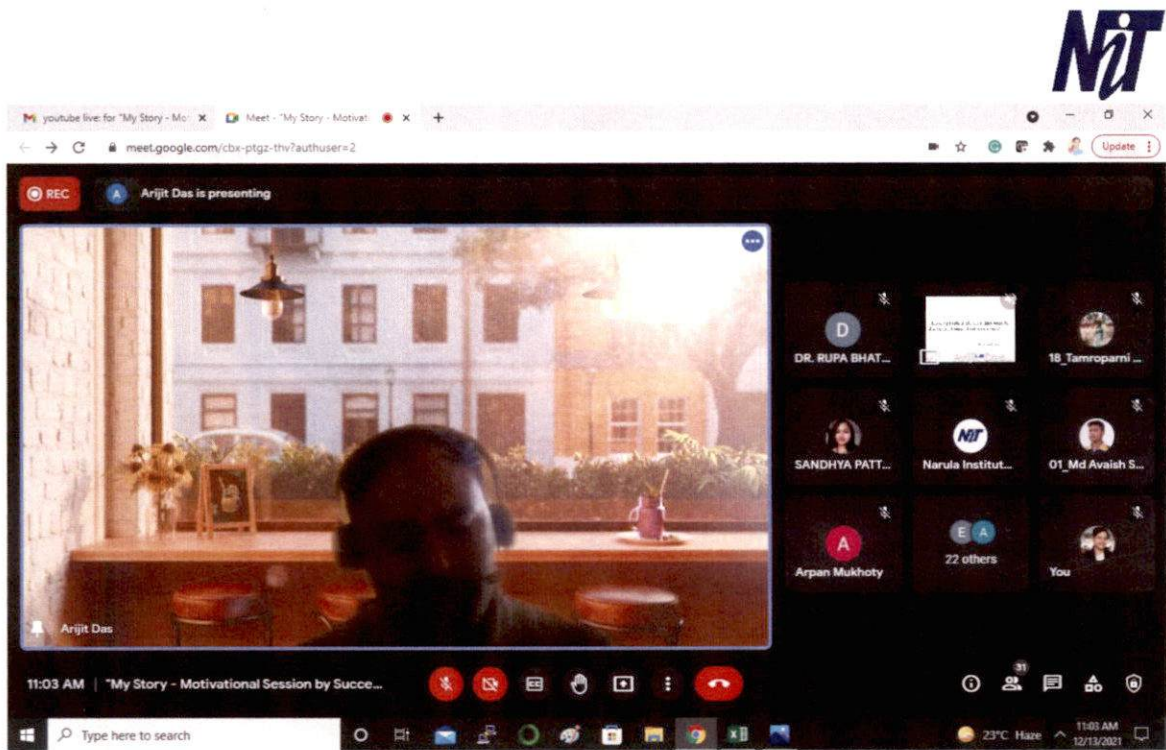 NiT
youtube live: for "My Story - Mo
Meet - "My Story - Motivat
meet.google.com/cbx-ptgz-thv?authuser=2
Update
REC
A
Arijit Das is presenting
D
DR. RUPA BHAT...
18_Tamroparni ...
SANDHYA PATT...
NiT
Narula Institut...
01_Md Avaish S...
A
Arpan Mukhoty
E A
22 others
You
Arijit Das
11:03 AM | "My Story - Motivational Session by Succe...
31
Type here to search
23°C Haze
11:03 AM
12/13/2021